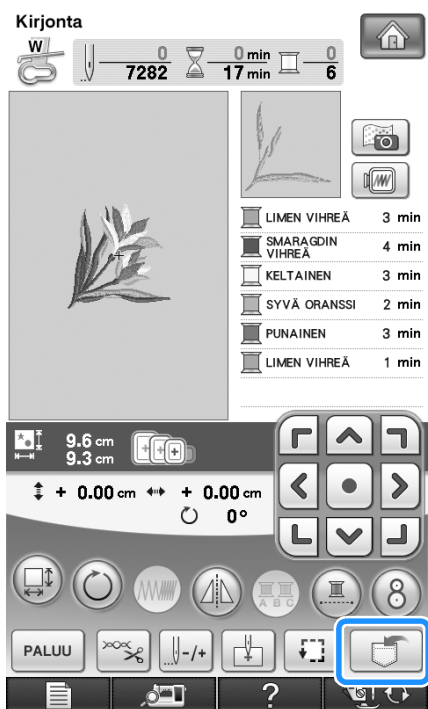 Kirjonta
W
0
7282
0 min
17 min
0
6
LIMEN VIHREÄ 3 min
SMARAGDIN
VIHREÄ 4 min
KELTAINEN 3 min
SYVÄ ORANSSI 2 min
PUNAINEN 3 min
LIMEN VIHREÄ 1 min
9.6 cm
9.3 cm
+ 0.00 cm + 0.00 cm
0°
A B C
8
PALUU
-/+
?